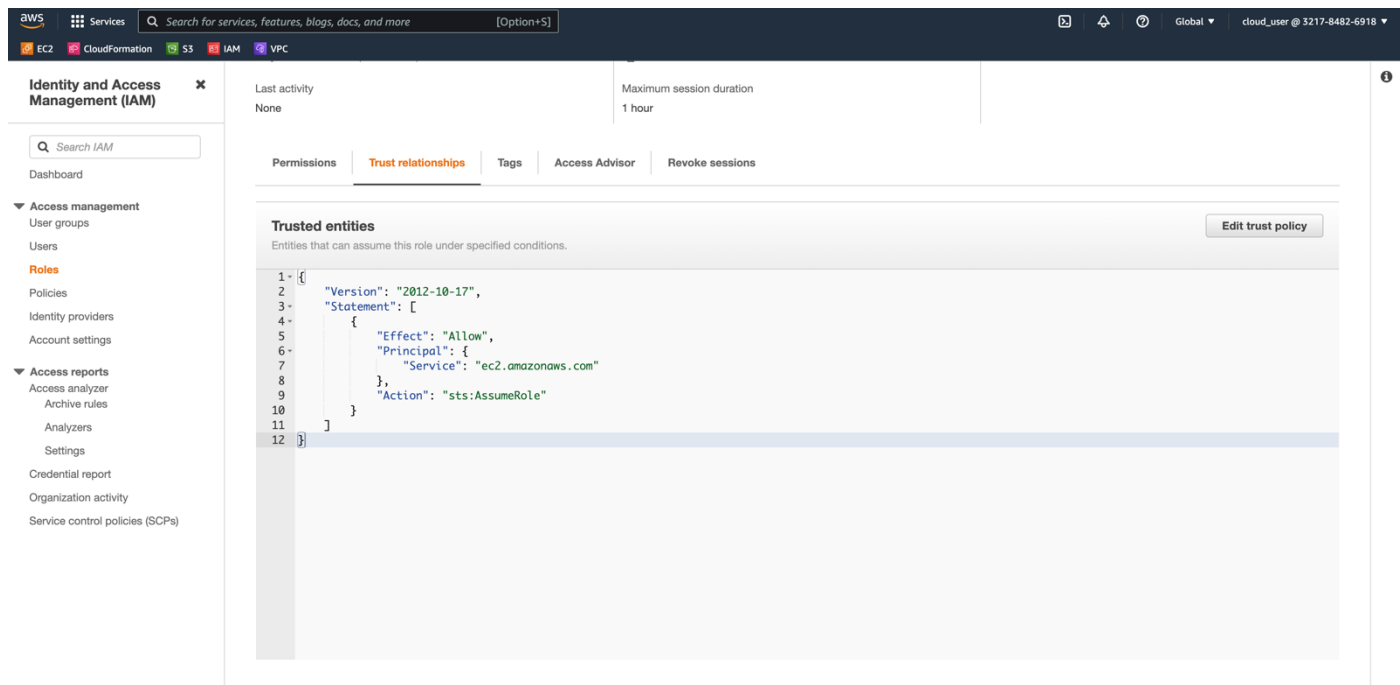 aws
Services
Search for services, features, blogs, docs, and more [Option+S]
Global ▼
cloud_user @ 3217-8482-6918 ▼
EC2 CloudFormation S3 IAM VPC
Identity and Access
Management (IAM)
Search IAM
Dashboard
Access management
User groups
Users
Roles
Policies
Identity providers
Account settings
Access reports
Access analyzer
Archive rules
Analyzers
Settings
Credential report
Organization activity
Service control policies (SCPs)
Last activity
None
Maximum session duration
1 hour
Permissions Trust relationships Tags Access Advisor Revoke sessions
Trusted entities
Entities that can assume this role under specified conditions.
Edit trust policy
1 {
2 "Version": "2012-10-17",
3 "Statement": [
4 {
5 "Effect": "Allow",
6 "Principal": {
7 "Service": "ec2.amazonaws.com"
8 },
9 "Action": "sts:AssumeRole"
10 }
11 ]
12 }